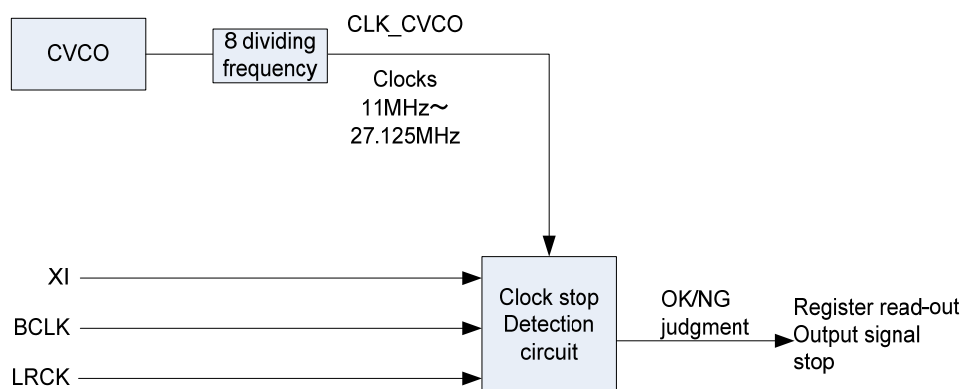 CVCO
8 dividing
frequency
CLK_CVCO
Clocks
11MHz～
27.125MHz
XI
BCLK
LRCK
Clock stop
Detection
circuit
OK/NG
judgment
Register read-out
Output signal
stop